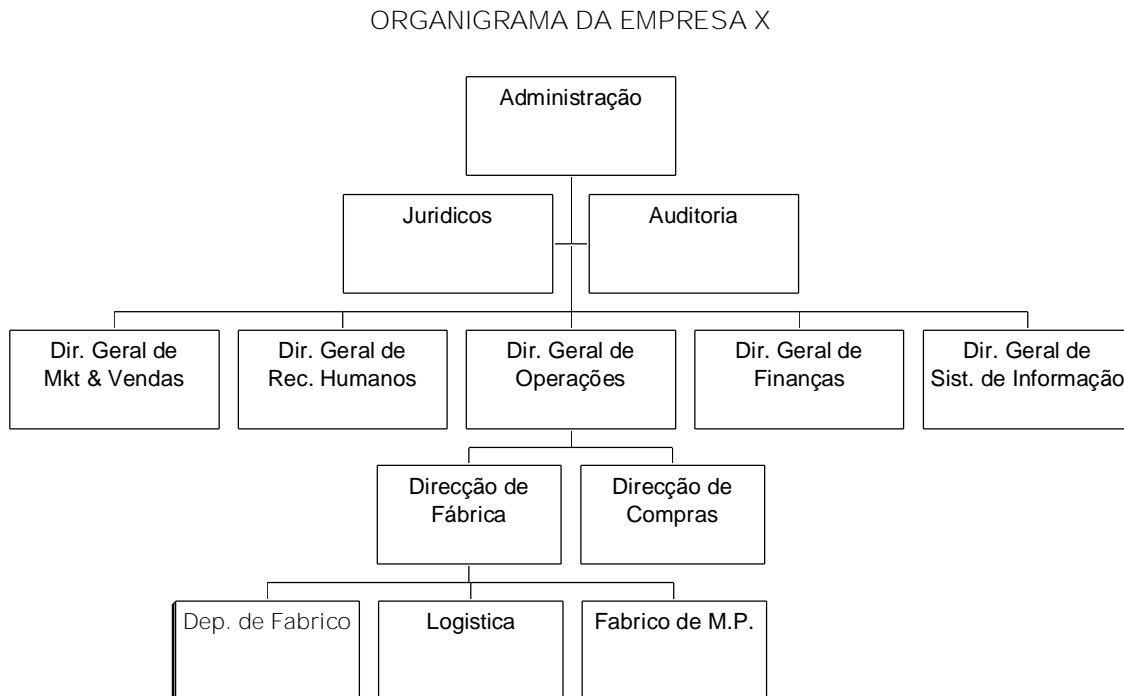 ORGANIGRAMA DA EMPRESA X
Administração
Juridicos
Auditoria
Dir. Geral de
Mkt & Vendas
Dir. Geral de
Rec. Humanos
Dir. Geral de
Operações
Dir. Geral de
Finanças
Dir. Geral de
Sist. de Informação
Direcção de
Fábrica
Direcção de
Compras
Dep. de Fabrico
Logistica
Fabrico de M.P.